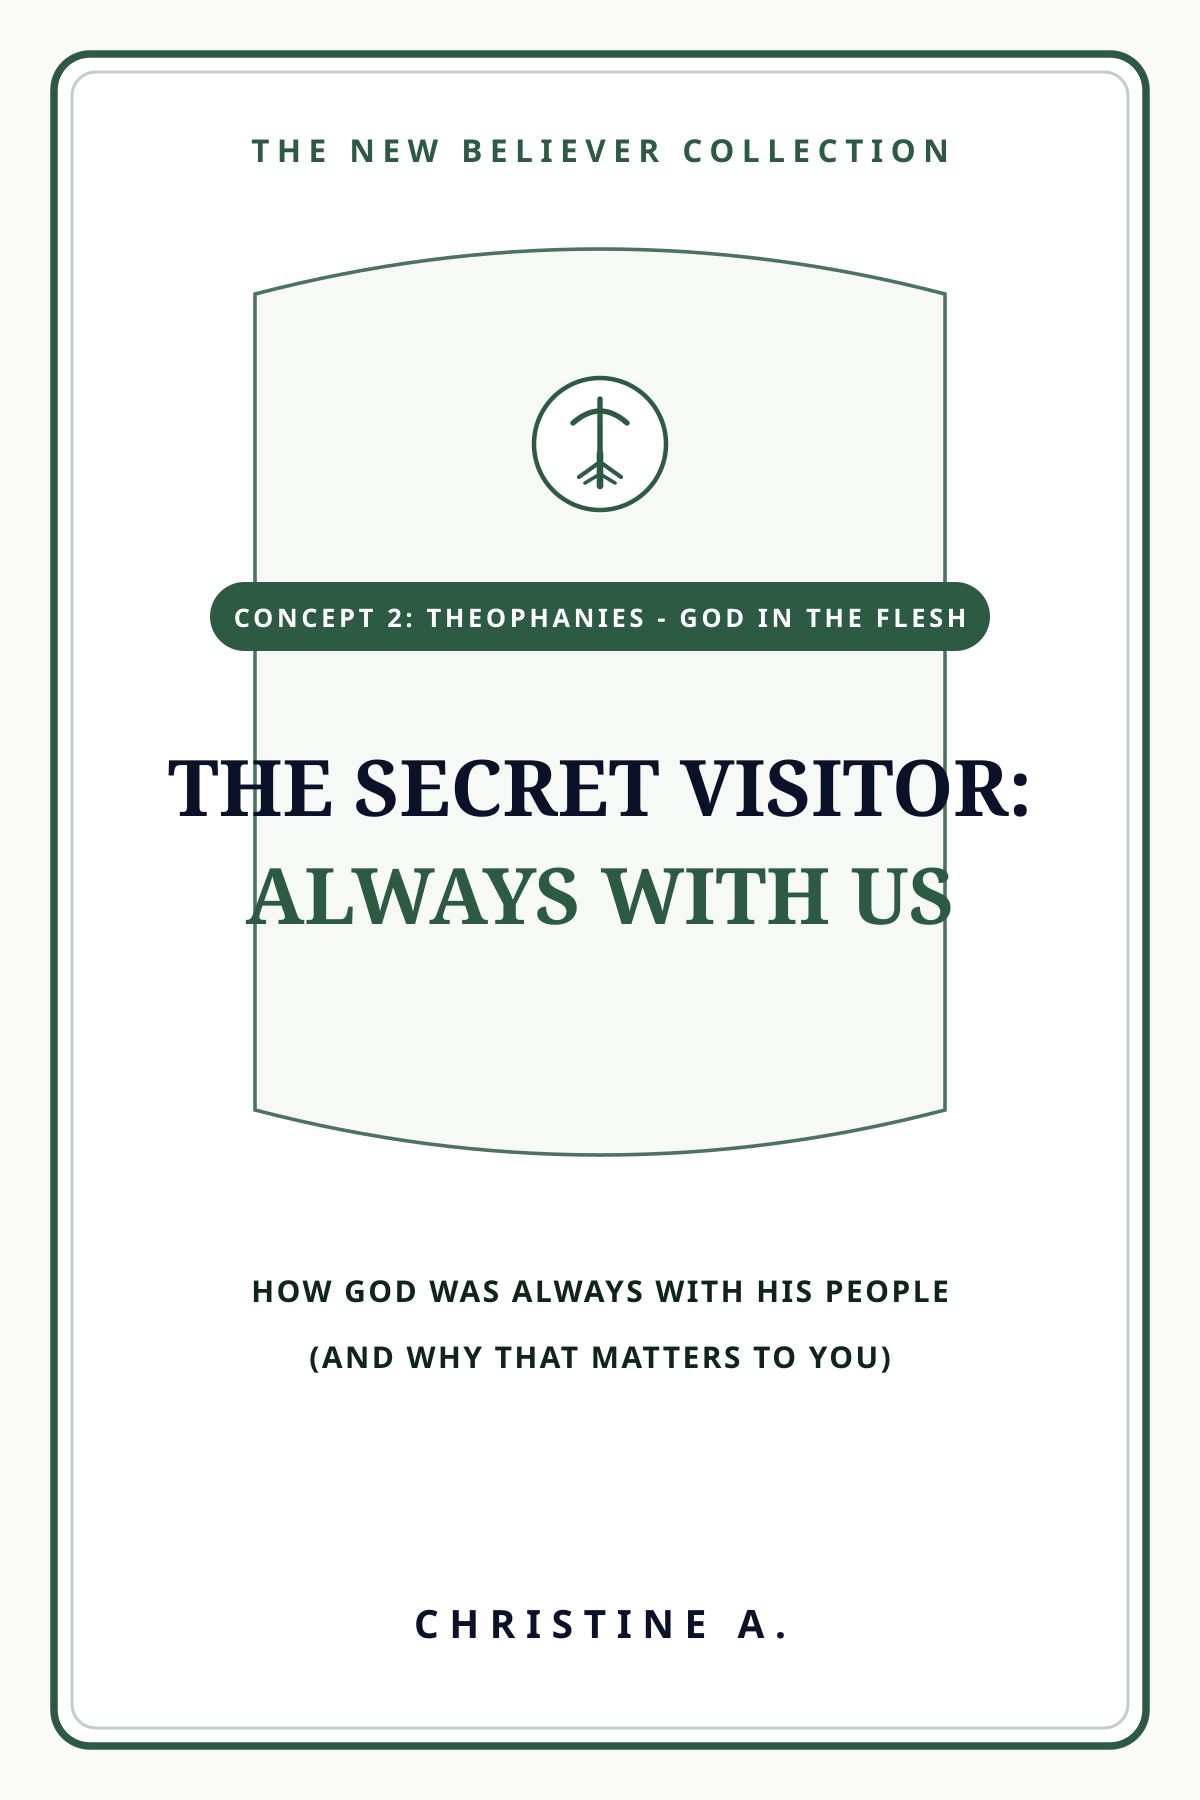 THE NEW BELIEVER COLLECTION
CONCEPT 2: THEOPHANIES - GOD IN THE FLESH
THE SECRET VISITOR:
ALWAYS WITH US
HOW GOD WAS ALWAYS WITH HIS PEOPLE
(AND WHY THAT MATTERS TO YOU)
CHRISTINE A.